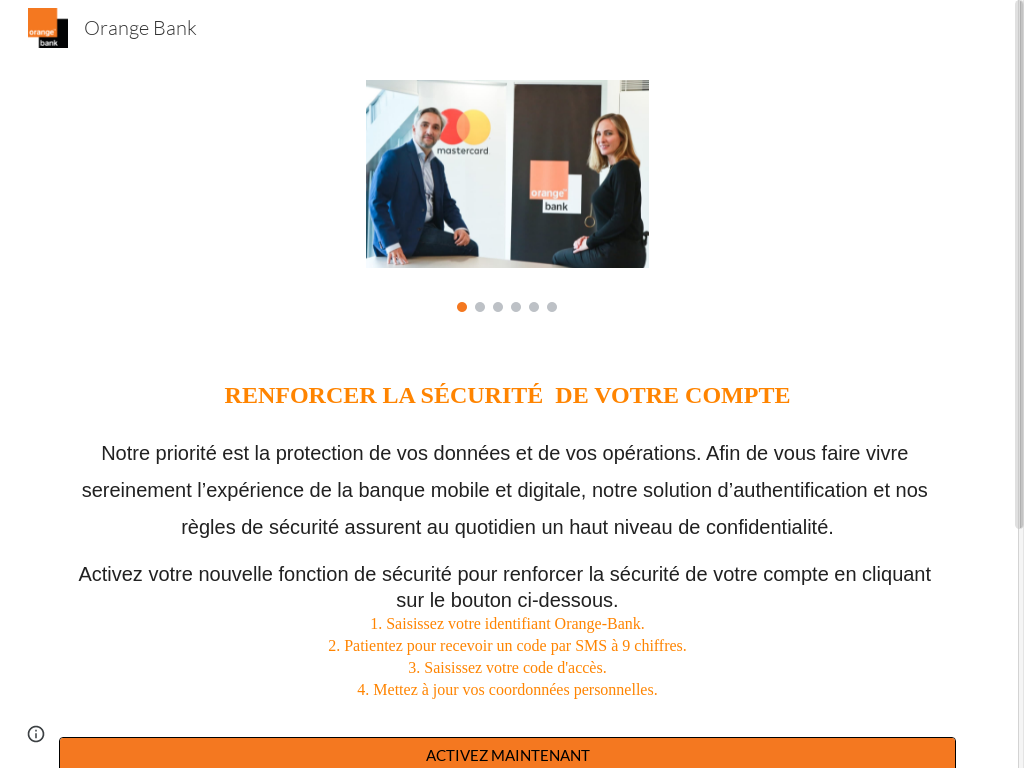 orange
bank
Orange Bank
mastercard
orange
bank
RENFORCER LA SÉCURITÉ  DE VOTRE COMPTE
Notre priorité est la protection de vos données et de vos opérations. Afin de vous faire vivre
sereinement l’expérience de la banque mobile et digitale, notre solution d’authentification et nos
règles de sécurité assurent au quotidien un haut niveau de confidentialité.
Activez votre nouvelle fonction de sécurité pour renforcer la sécurité de votre compte en cliquant
sur le bouton ci-dessous.
1. Saisissez votre identifiant Orange-Bank.
2. Patientez pour recevoir un code par SMS à 9 chiffres.
3. Saisissez votre code d'accès.
4. Mettez à jour vos coordonnées personnelles.
ACTIVEZ MAINTENANT